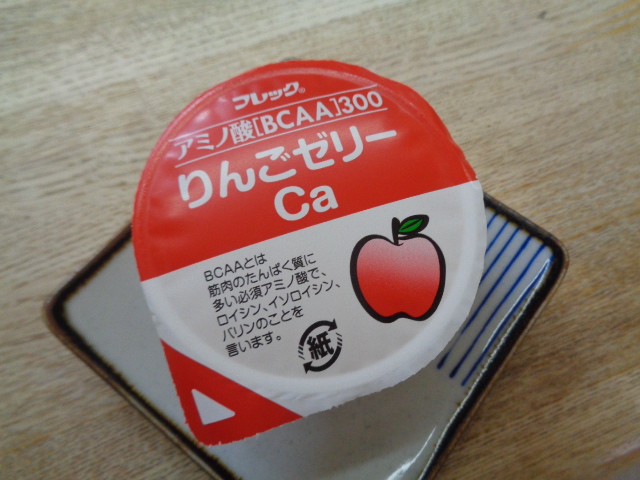 フレック®
アミノ酸[BCAA]300
りんごゼリー
Ca
BCAAとは
筋肉のたんぱく質に
多い必須アミノ酸で、
ロイシン、イソロイシン、
バリンのことを
言います。
紙